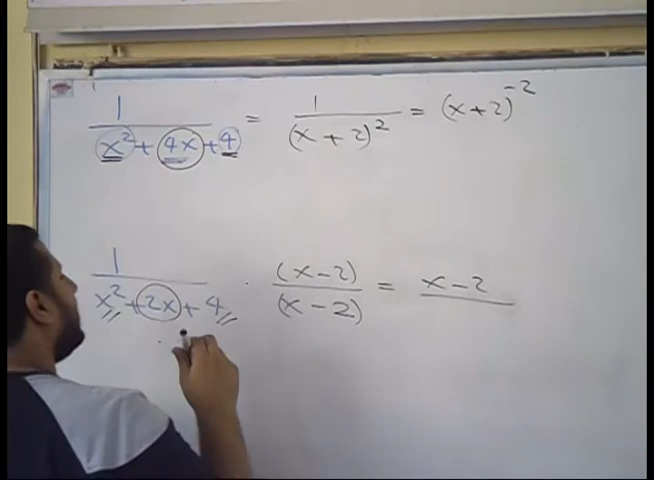 1/(x² + 4x + 4) = 1/(x + 2)² = (x + 2)⁻²
1/(x² + 2x + 4) · (x − 2)/(x − 2) = x − 2